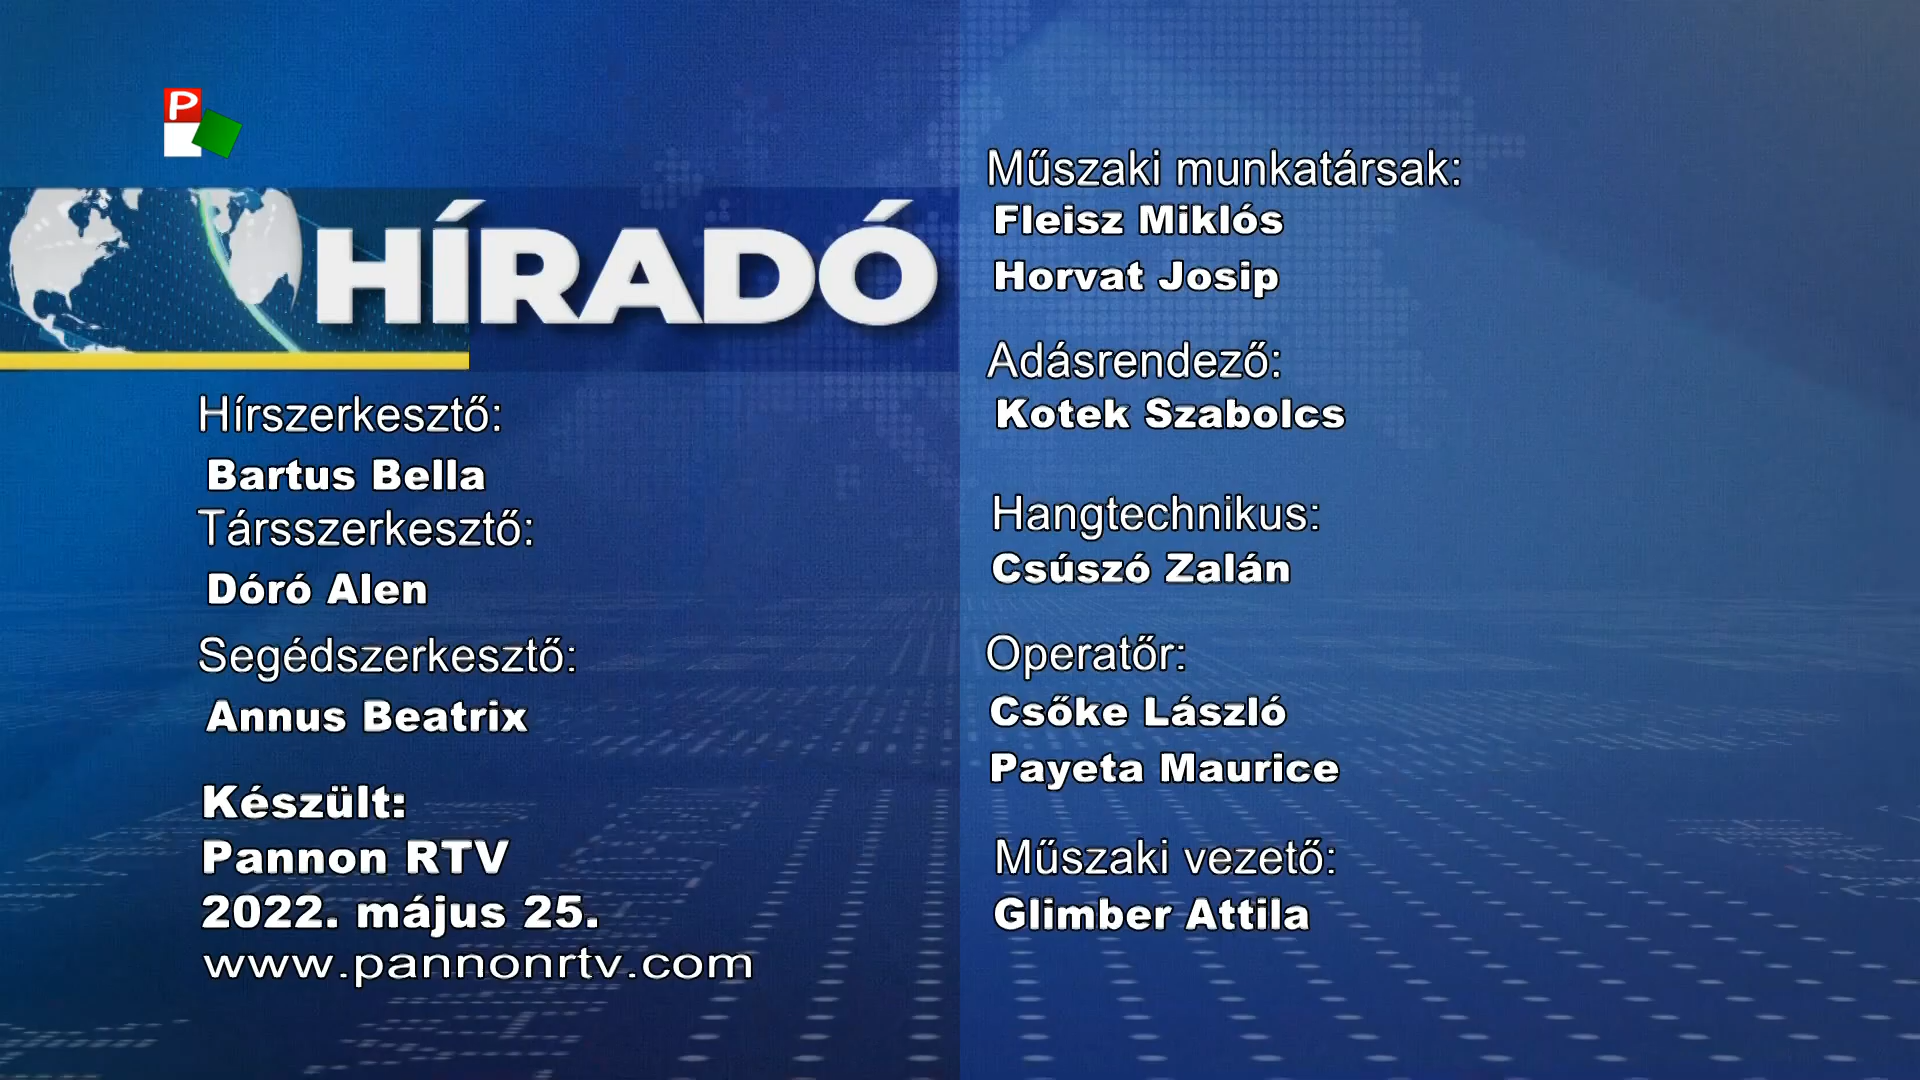 P
HÍRADÓ
Hírszerkesztő:
Bartus Bella
Társszerkesztő:
Dóró Alen
Segédszerkesztő:
Annus Beatrix
Készült:
Pannon RTV
2022. május 25.
www.pannonrtv.com
Műszaki munkatársak:
Fleisz Miklós
Horvat Josip
Adásrendező:
Kotek Szabolcs
Hangtechnikus:
Csúszó Zalán
Operatőr:
Csőke László
Payeta Maurice
Műszaki vezető:
Glimber Attila